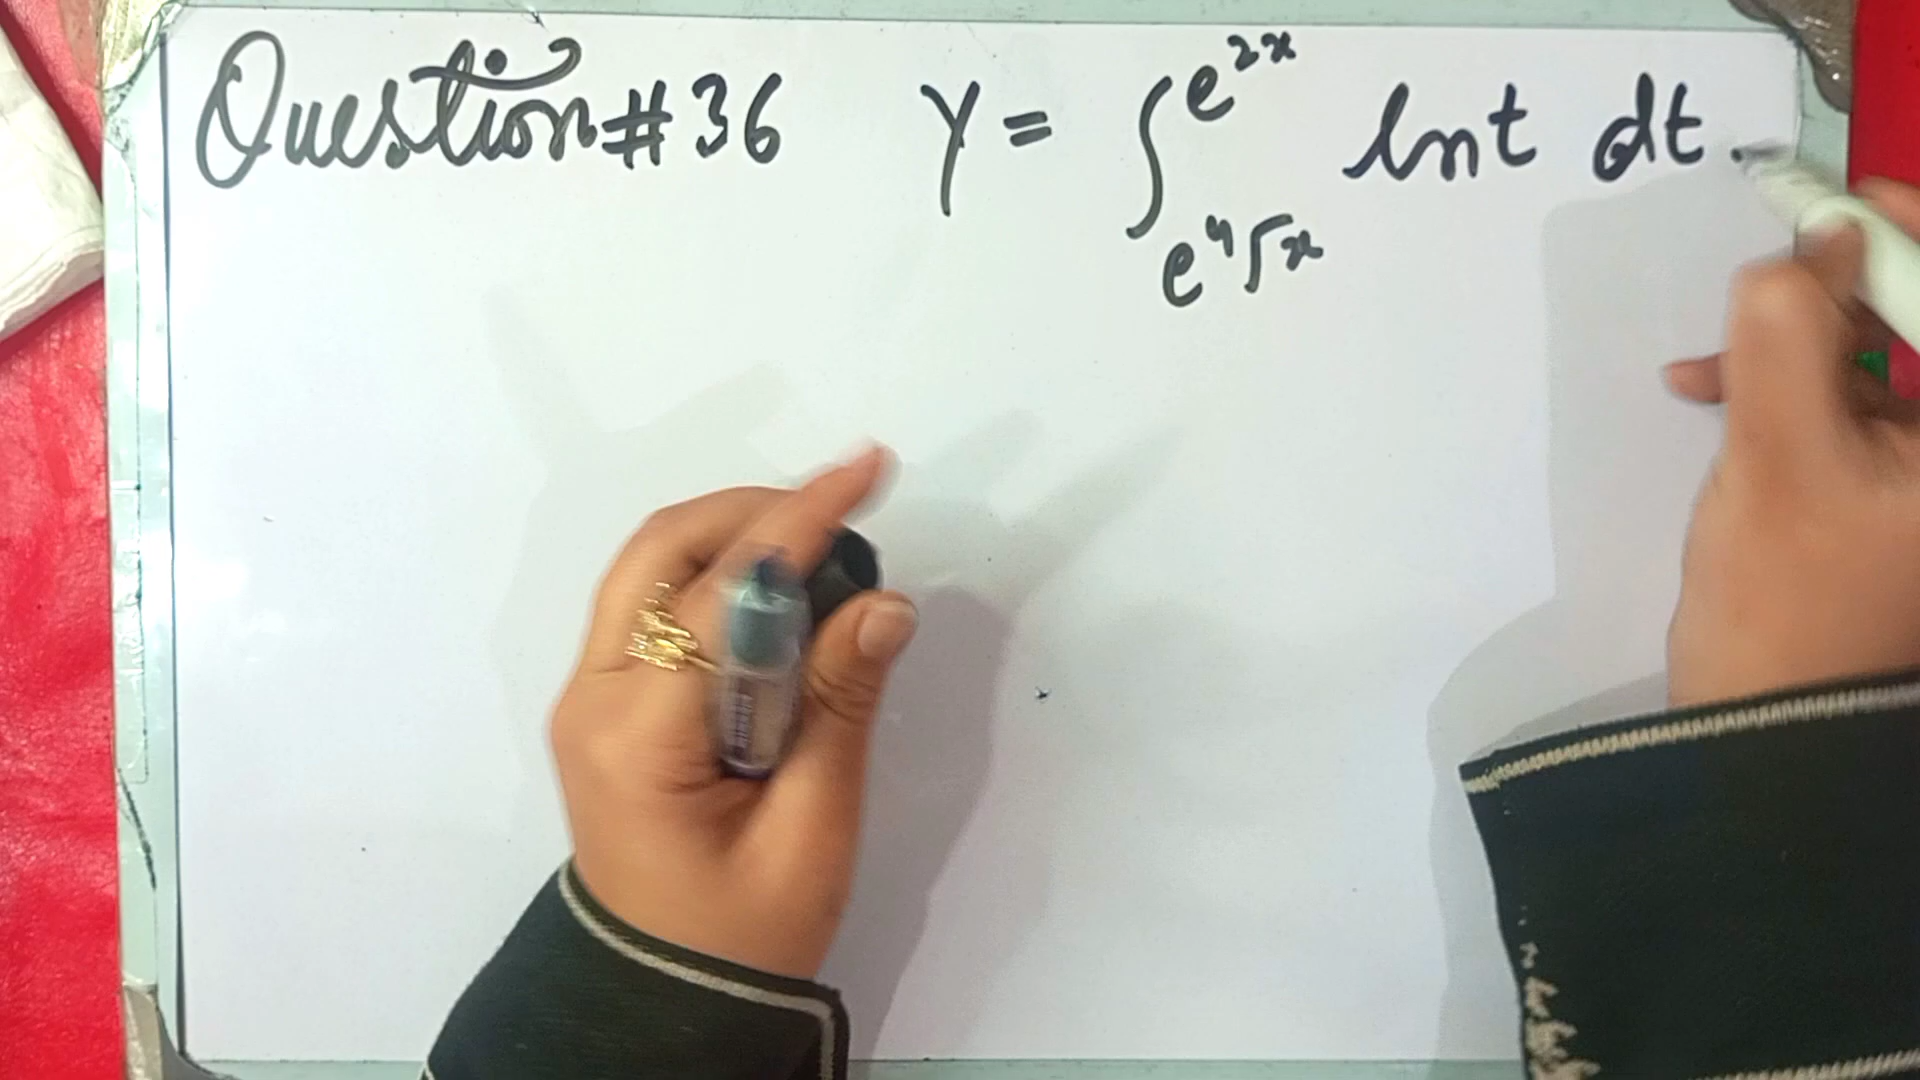 Question #36 y = ∫ e^{2x} ln t dt.
e^{4√x}